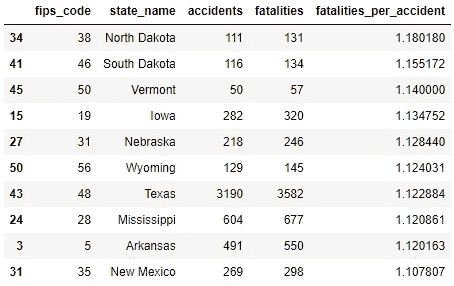 fips_code state_name accidents fatalities fatalities_per_accident
34 38 North Dakota 111 131 1.180180
41 46 South Dakota 116 134 1.155172
45 50 Vermont 50 57 1.140000
15 19 Iowa 282 320 1.134752
27 31 Nebraska 218 246 1.128440
50 56 Wyoming 129 145 1.124031
43 48 Texas 3190 3582 1.122884
24 28 Mississippi 604 677 1.120861
3 5 Arkansas 491 550 1.120163
31 35 New Mexico 269 298 1.107807